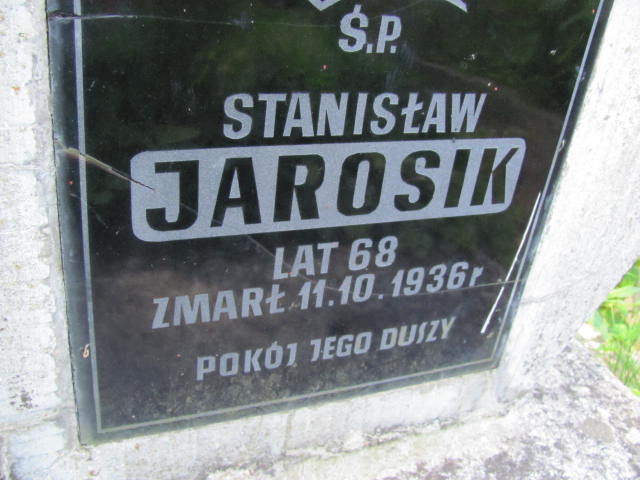 Ś.P.
STANISŁAW
JAROSIK
LAT 68
ZMARŁ 11.10.1936r
POKÓJ JEGO DUSZY